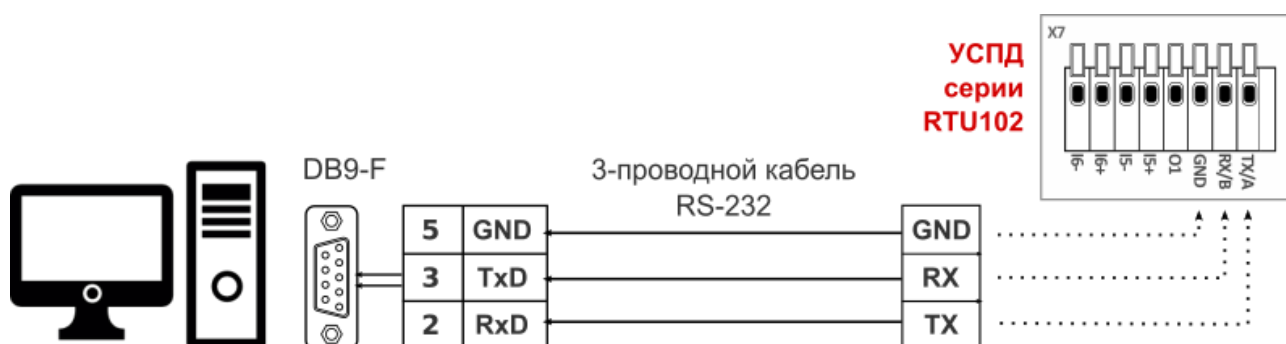 X7
УСПД
серии
RTU102
I6-
I6+
I5-
I5+
O1
GND
RX/B
TX/A
DB9-F
3-проводной кабель
RS-232
5 GND GND
3 TxD RX
2 RxD TX